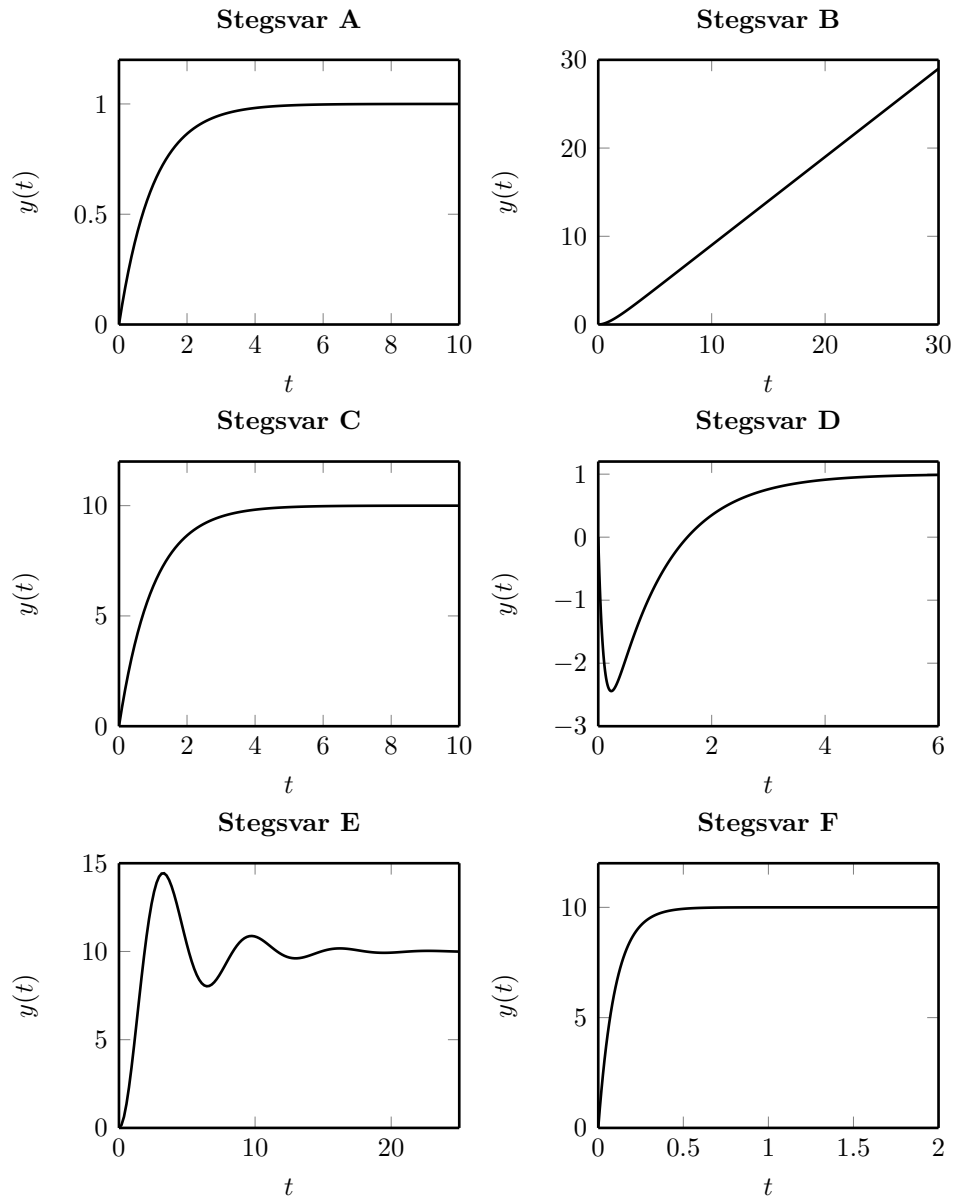 Stegsvar A
y(t)
1
0.5
0
0 2 4 6 8 10
t
Stegsvar B
y(t)
30
20
10
0
0 10 20 30
t
Stegsvar C
y(t)
10
5
0
0 2 4 6 8 10
t
Stegsvar D
y(t)
1
0
−1
−2
−3
0 2 4 6
t
Stegsvar E
y(t)
15
10
5
0
0 10 20
t
Stegsvar F
y(t)
10
5
0
0 0.5 1 1.5 2
t